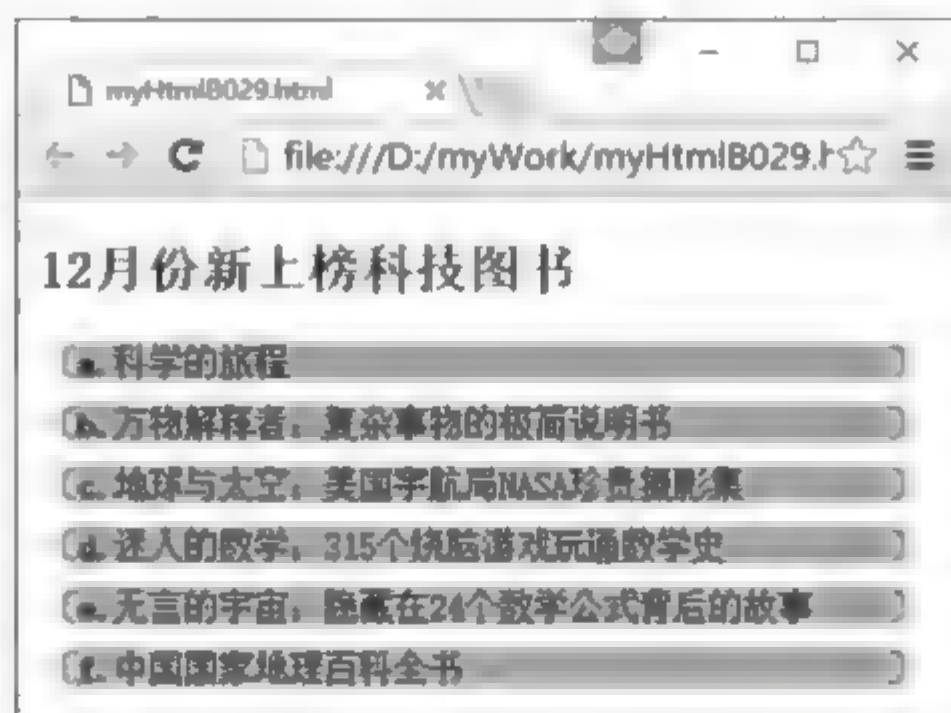 myHtmlB029.html
file:///D:/myWork/myHtmlB029.h
12月份新上榜科技图书
a. 科学的旅程
b. 万物解释者：复杂事物的极简说明书
c. 地球与太空：美国宇航局NASA珍贵摄影集
d. 迷人的数学：315个烧脑游戏玩通数学史
e. 无言的宇宙：隐藏在24个数学公式背后的故事
f. 中国国家地理百科全书